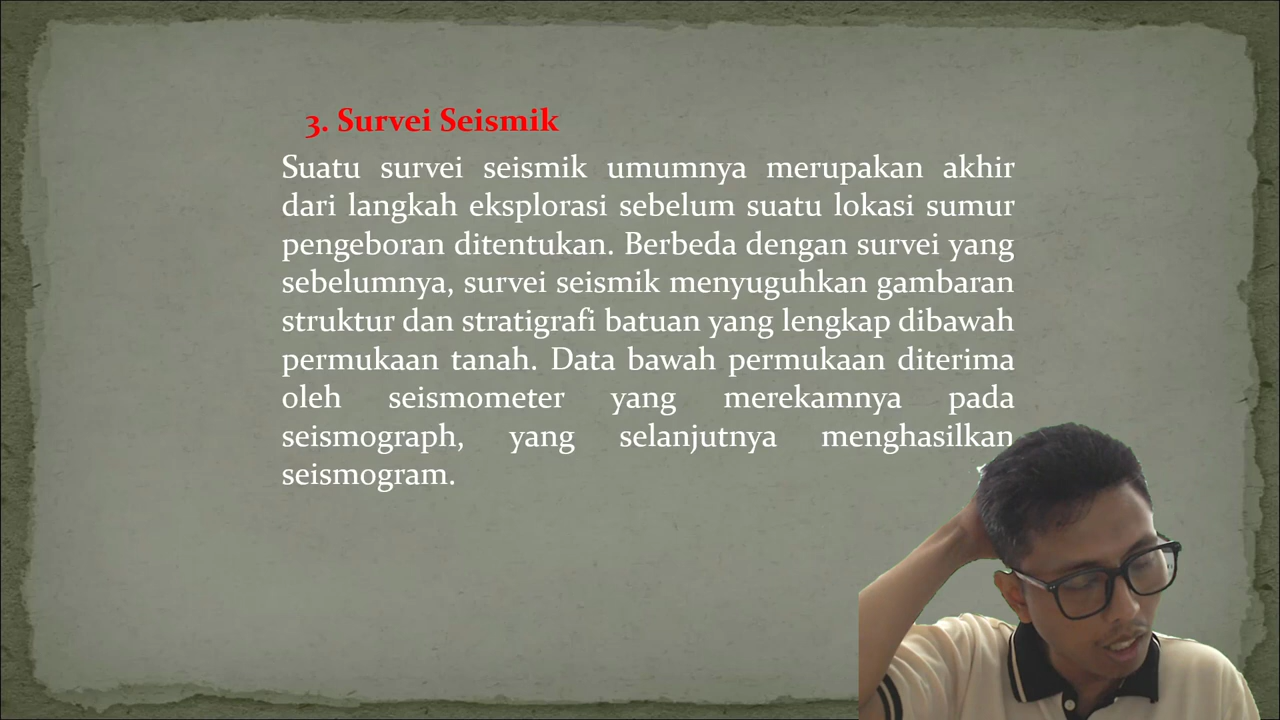 3. Survei Seismik
Suatu survei seismik umumnya merupakan akhir
dari langkah eksplorasi sebelum suatu lokasi sumur
pengeboran ditentukan. Berbeda dengan survei yang
sebelumnya, survei seismik menyuguhkan gambaran
struktur dan stratigrafi batuan yang lengkap dibawah
permukaan tanah. Data bawah permukaan diterima
oleh seismometer yang merekamnya pada
seismograph, yang selanjutnya menghasilkan
seismogram.